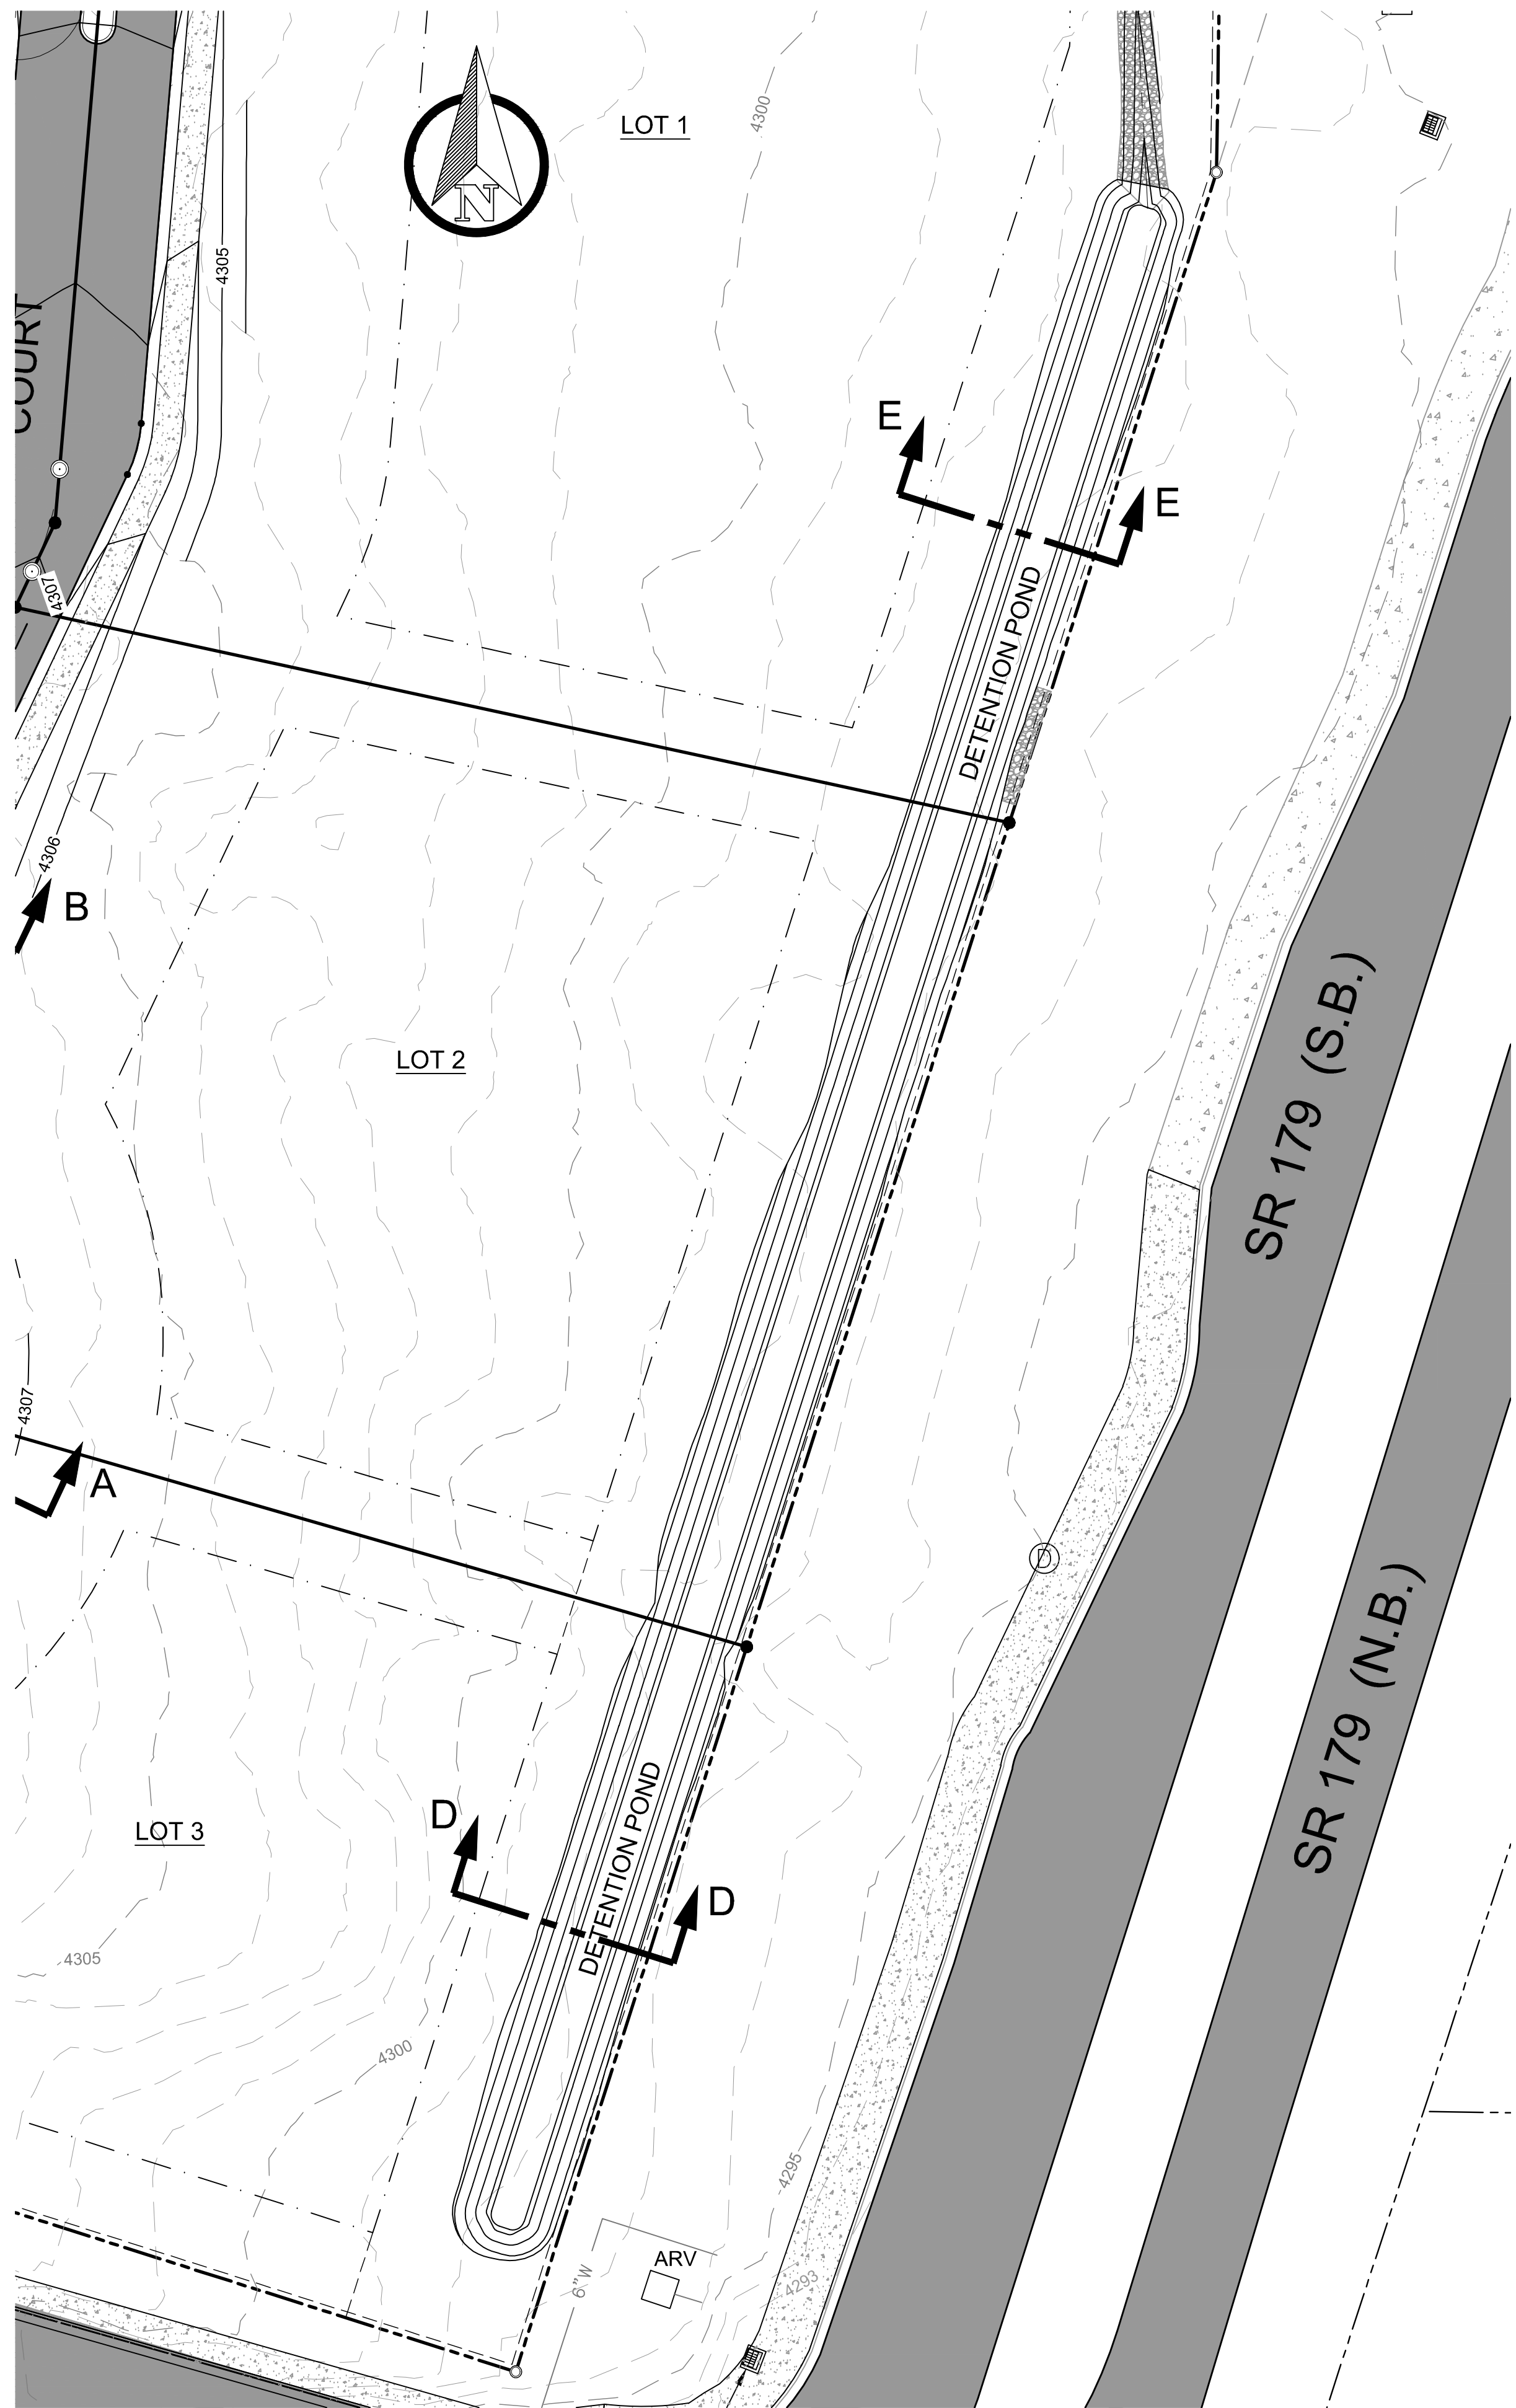 N
LOT 1
4300
4305
COURT
E
E
4307
DETENTION POND
4306
B
SR 179 (S.B.)
LOT 2
4307
A
D
SR 179 (N.B.)
DETENTION POND
D
D
LOT 3
4305
4300
4295
ARV
6"W
4293